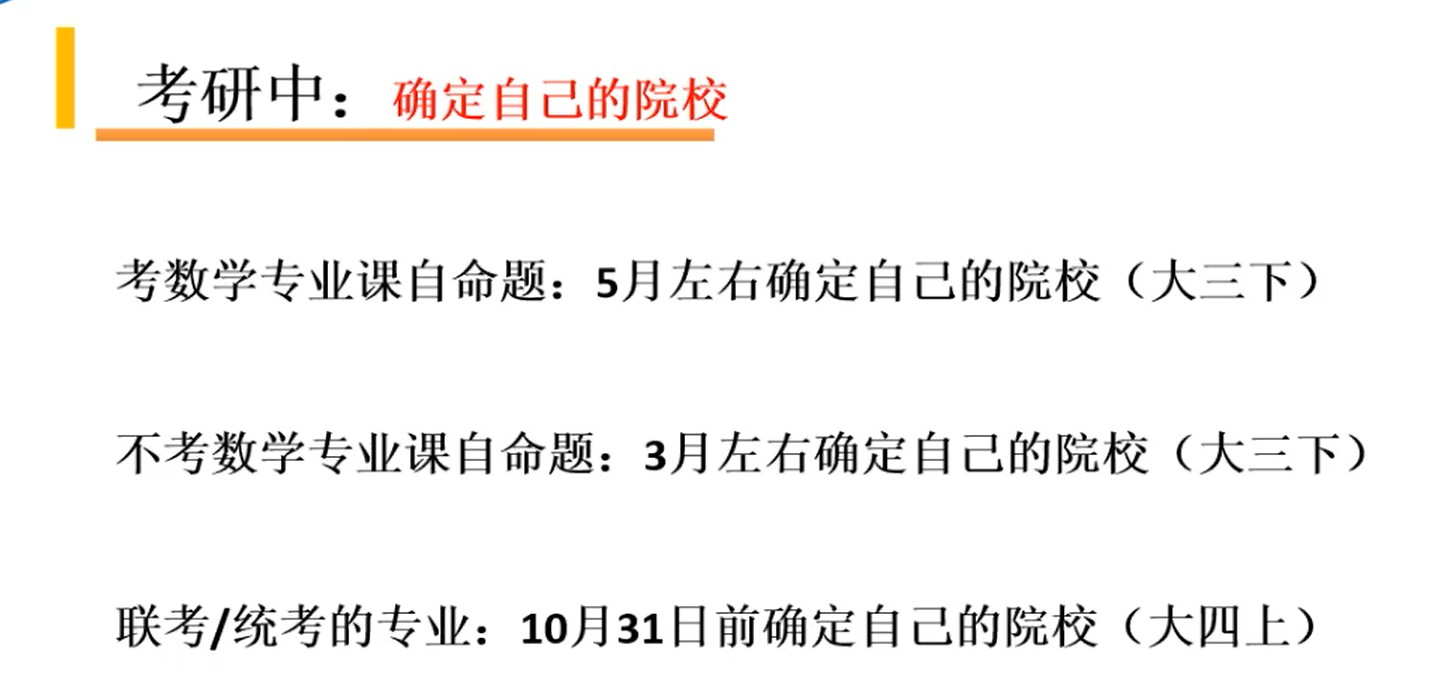 考研中：确定自己的院校
考数学专业课自命题：5月左右确定自己的院校（大三下）
不考数学专业课自命题：3月左右确定自己的院校（大三下）
联考/统考的专业：10月31日前确定自己的院校（大四上）